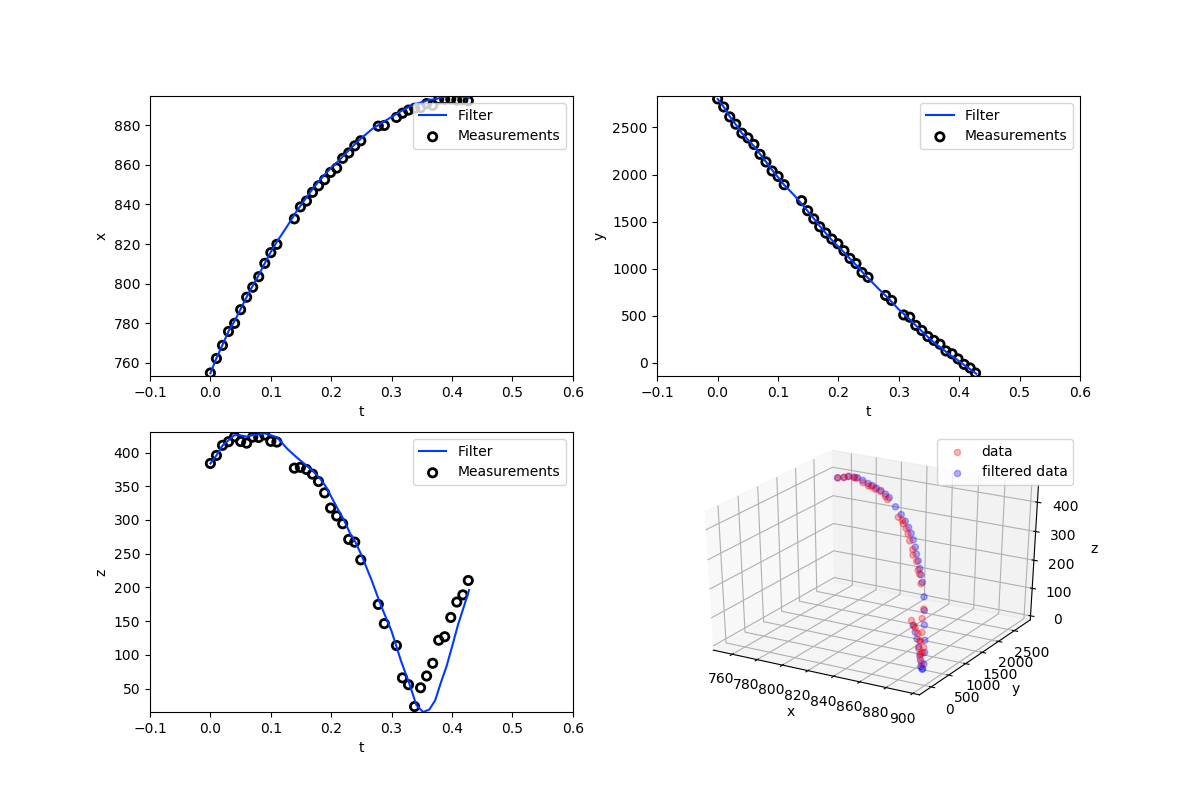 880
860
840
820
800
780
760
x
−0.1 0.0 0.1 0.2 0.3 0.4 0.5 0.6
t
Filter
Measurements
2500
2000
1500
1000
500
0
y
−0.1 0.0 0.1 0.2 0.3 0.4 0.5 0.6
t
Filter
Measurements
400
350
300
250
200
150
100
50
z
−0.1 0.0 0.1 0.2 0.3 0.4 0.5 0.6
t
Filter
Measurements
data
filtered data
400
300
200
100
0
z
760 780 800 820 840 860 880 900
x
0 500 1000 1500 2000 2500
y